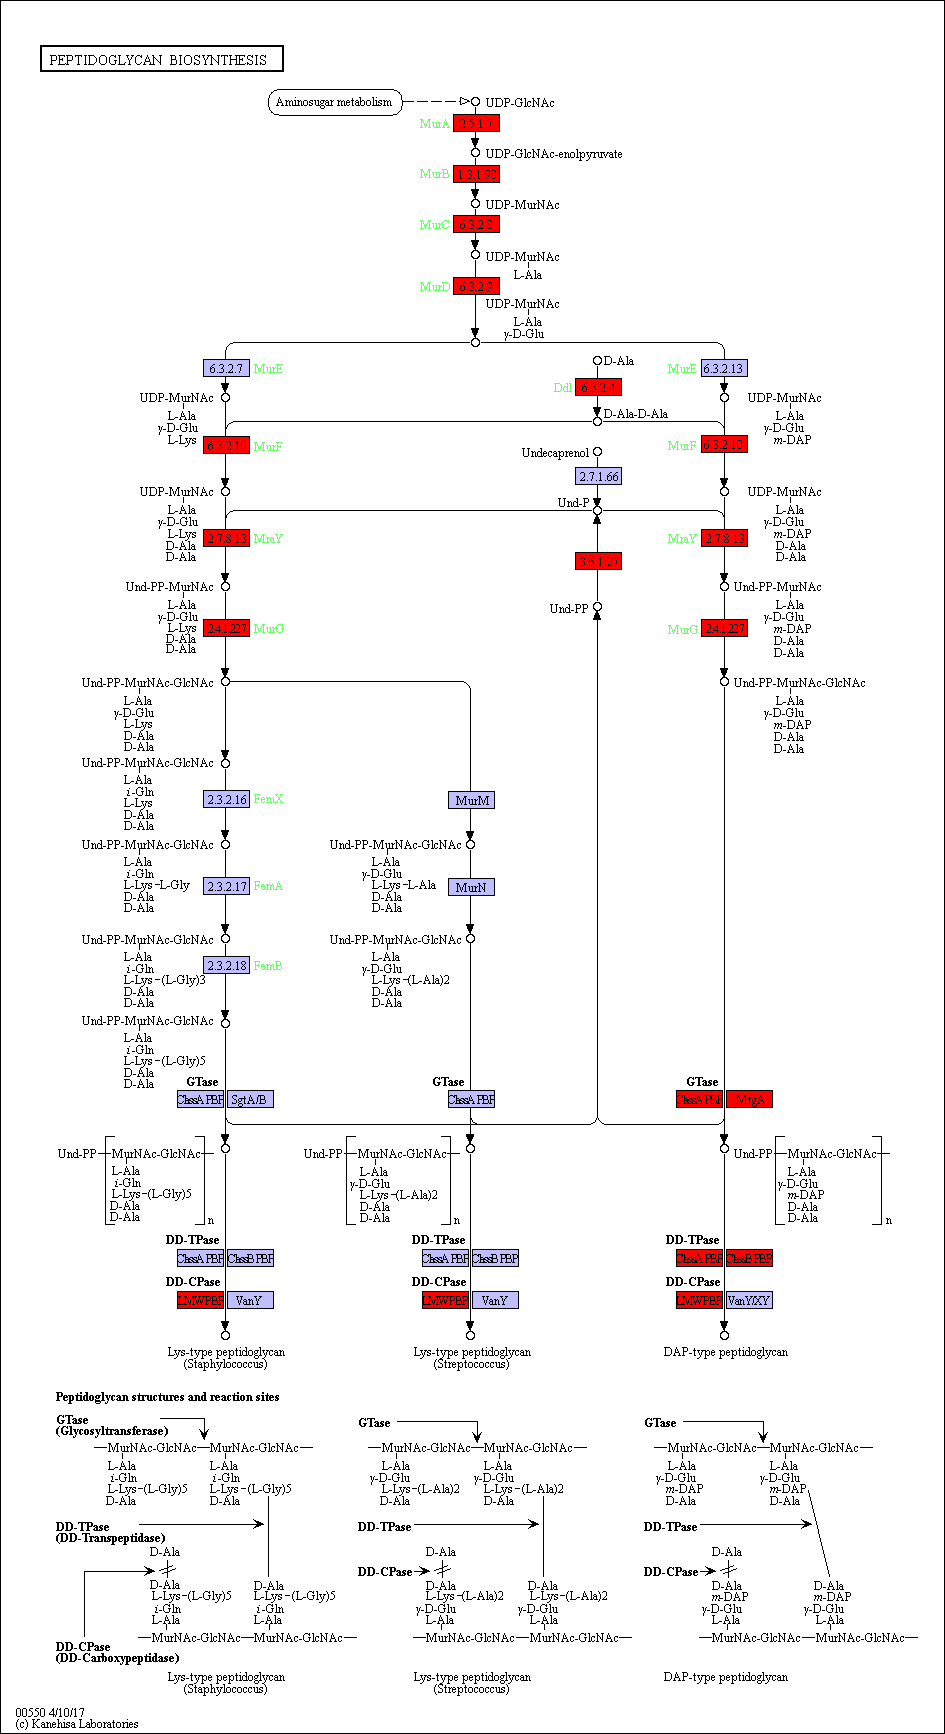 PEPTIDOGLYCAN BIOSYNTHESIS
Aminosugar metabolism
UDP-GlcNAc
MurA 2.5.1.7
UDP-GlcNAc-enolpyruvate
MurB 1.3.1.98
UDP-MurNAc
MurC 6.3.2.8
UDP-MurNAc
L-Ala
MurD 6.3.2.9
UDP-MurNAc
L-Ala
γ-D-Glu
6.3.2.7 MurE
D-Ala
MurE 6.3.2.13
Ddl 6.3.2.4
UDP-MurNAc
L-Ala
γ-D-Glu
L-Lys
D-Ala-D-Ala
UDP-MurNAc
L-Ala
γ-D-Glu
m-DAP
6.3.2.10 MurF
MurF 6.3.2.10
Undecaprenol
2.7.1.66
Und-P
UDP-MurNAc
L-Ala
γ-D-Glu
L-Lys
D-Ala
D-Ala
UDP-MurNAc
L-Ala
γ-D-Glu
m-DAP
D-Ala
D-Ala
2.7.8.13 MraY
MraY 2.7.8.13
3.6.1.27
Und-PP
Und-PP-MurNAc
L-Ala
γ-D-Glu
L-Lys
D-Ala
D-Ala
Und-PP-MurNAc
L-Ala
γ-D-Glu
m-DAP
D-Ala
D-Ala
2.4.1.227 MurG
MurG 2.4.1.227
Und-PP-MurNAc-GlcNAc
L-Ala
γ-D-Glu
L-Lys
D-Ala
D-Ala
Und-PP-MurNAc-GlcNAc
L-Ala
γ-D-Glu
m-DAP
D-Ala
D-Ala
Und-PP-MurNAc-GlcNAc
L-Ala
i-Gln
L-Lys
D-Ala
D-Ala
2.3.2.16 FemX
MurM
Und-PP-MurNAc-GlcNAc
L-Ala
i-Gln
L-Lys-L-Gly
D-Ala
D-Ala
2.3.2.17 FemA
Und-PP-MurNAc-GlcNAc
L-Ala
γ-D-Glu
L-Lys-L-Ala
D-Ala
D-Ala
MurN
Und-PP-MurNAc-GlcNAc
L-Ala
i-Gln
L-Lys-(L-Gly)3
D-Ala
D-Ala
2.3.2.18 FemB
Und-PP-MurNAc-GlcNAc
L-Ala
γ-D-Glu
L-Lys-(L-Ala)2
D-Ala
D-Ala
Und-PP-MurNAc-GlcNAc
L-Ala
i-Gln
L-Lys-(L-Gly)5
D-Ala
D-Ala
GTase
ClassA PBP SgtA/B
GTase
ClassA PBP
GTase
ClassA PBP MtgA
Und-PP MurNAc-GlcNAc
L-Ala
i-Gln
L-Lys-(L-Gly)5
D-Ala
D-Ala
n
Und-PP MurNAc-GlcNAc
L-Ala
γ-D-Glu
L-Lys-(L-Ala)2
D-Ala
D-Ala
n
Und-PP MurNAc-GlcNAc
L-Ala
γ-D-Glu
m-DAP
D-Ala
D-Ala
n
DD-TPase
ClassA PBP ClassB PBP
DD-CPase
LMWPBP VanY
DD-TPase
ClassA PBP ClassB PBP
DD-CPase
LMWPBP VanY
DD-TPase
ClassA PBP ClassB PBP
DD-CPase
LMWPBP VanY/XY
Lys-type peptidoglycan
(Staphylococcus)
Lys-type peptidoglycan
(Streptococcus)
DAP-type peptidoglycan
Peptidoglycan structures and reaction sites
GTase
(Glycosyltransferase)
MurNAc-GlcNAc MurNAc-GlcNAc
L-Ala L-Ala
i-Gln i-Gln
L-Lys-(L-Gly)5 L-Lys-(L-Gly)5
D-Ala D-Ala
DD-TPase
(DD-Transpeptidase)
D-Ala
D-Ala D-Ala
L-Lys-(L-Gly)5 L-Lys-(L-Gly)5
i-Gln i-Gln
L-Ala L-Ala
MurNAc-GlcNAc MurNAc-GlcNAc
DD-CPase
(DD-Carboxypeptidase)
Lys-type peptidoglycan
(Staphylococcus)
GTase
MurNAc-GlcNAc MurNAc-GlcNAc
L-Ala L-Ala
γ-D-Glu γ-D-Glu
L-Lys-(L-Ala)2 L-Lys-(L-Ala)2
D-Ala D-Ala
DD-TPase
D-Ala
DD-CPase
D-Ala D-Ala
L-Lys-(L-Ala)2 L-Lys-(L-Ala)2
γ-D-Glu γ-D-Glu
L-Ala L-Ala
MurNAc-GlcNAc MurNAc-GlcNAc
Lys-type peptidoglycan
(Streptococcus)
GTase
MurNAc-GlcNAc MurNAc-GlcNAc
L-Ala L-Ala
γ-D-Glu γ-D-Glu
m-DAP m-DAP
D-Ala D-Ala
DD-TPase
D-Ala
DD-CPase
D-Ala D-Ala
m-DAP m-DAP
γ-D-Glu γ-D-Glu
L-Ala L-Ala
MurNAc-GlcNAc MurNAc-GlcNAc
DAP-type peptidoglycan
00550 4/10/17
(c) Kanehisa Laboratories